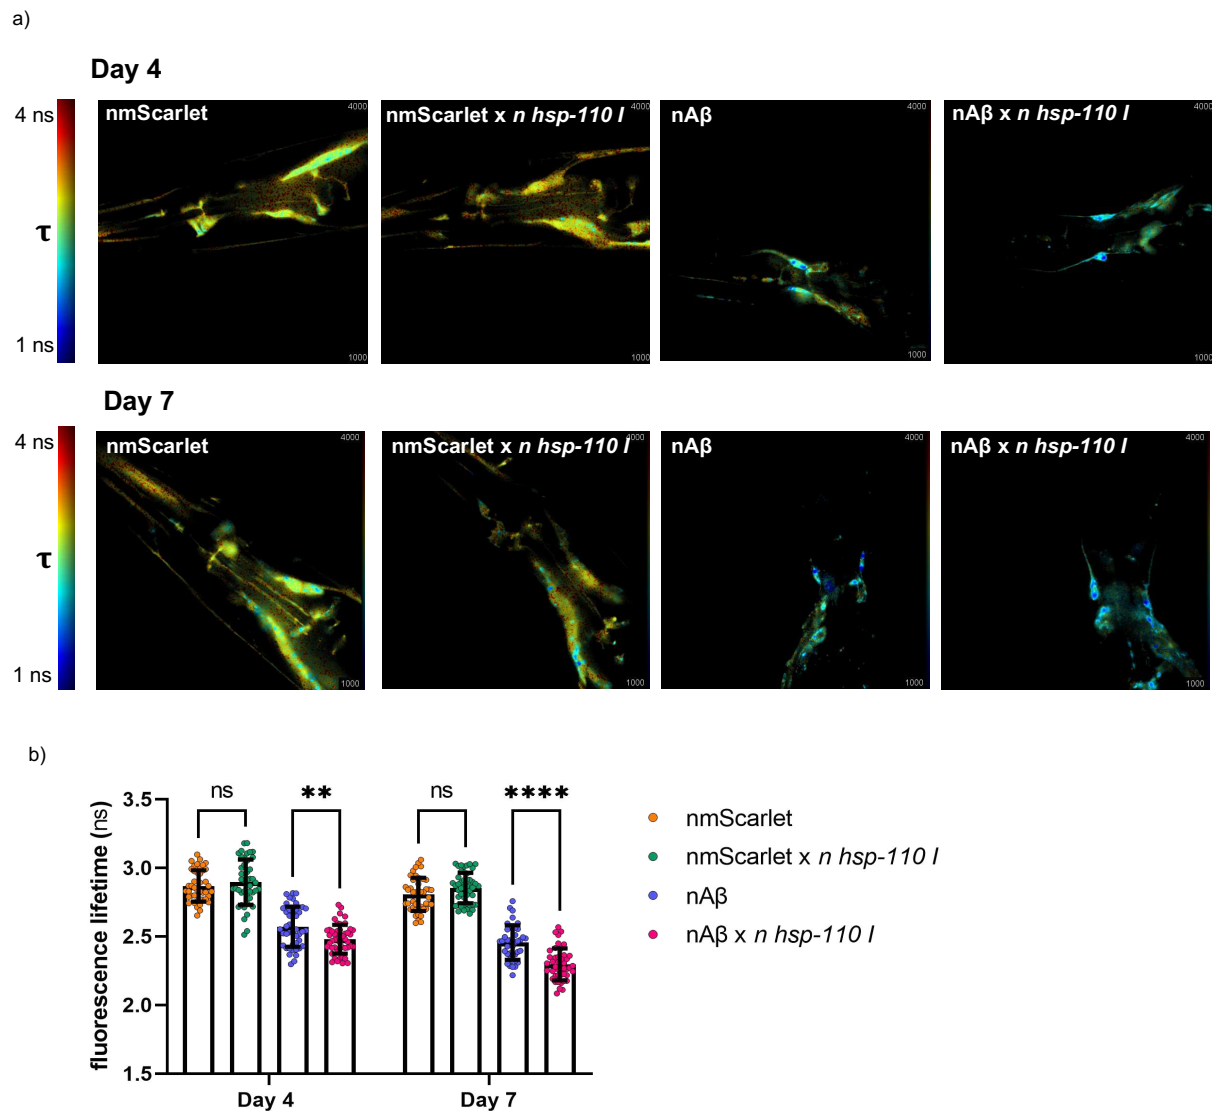 a)
Day 4
4 ns
τ
1 ns
nmScarlet
4000
1000
nmScarlet x n hsp-110 I
4000
1000
nAβ
4000
1000
nAβ x n hsp-110 I
4000
1000
Day 7
4 ns
τ
1 ns
nmScarlet
4000
1000
nmScarlet x n hsp-110 I
4000
1000
nAβ
4000
1000
nAβ x n hsp-110 I
4000
1000
b)
fluorescence lifetime (ns)
3.5
3.0
2.5
2.0
1.5
ns
**
ns
****
Day 4
Day 7
nmScarlet
nmScarlet x n hsp-110 I
nAβ
nAβ x n hsp-110 I